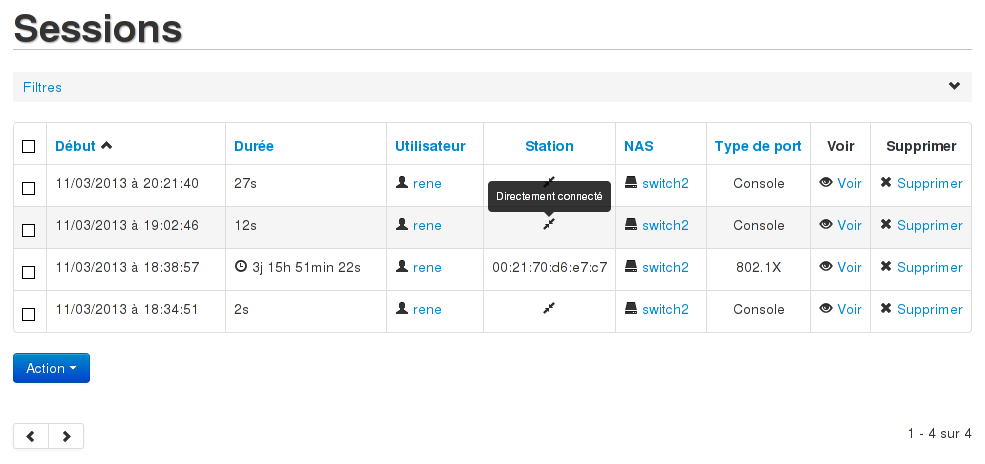 Sessions
Filtres
Début Durée Utilisateur Station NAS Type de port Voir Supprimer
11/03/2013 à 20:21:40 27s rene switch2 Console Voir Supprimer
Directement connecté
11/03/2013 à 19:02:46 12s rene switch2 Console Voir Supprimer
11/03/2013 à 18:38:57 3j 15h 51min 22s rene 00:21:70:d6:e7:c7 switch2 802.1X Voir Supprimer
11/03/2013 à 18:34:51 2s rene switch2 Console Voir Supprimer
Action
1 - 4 sur 4